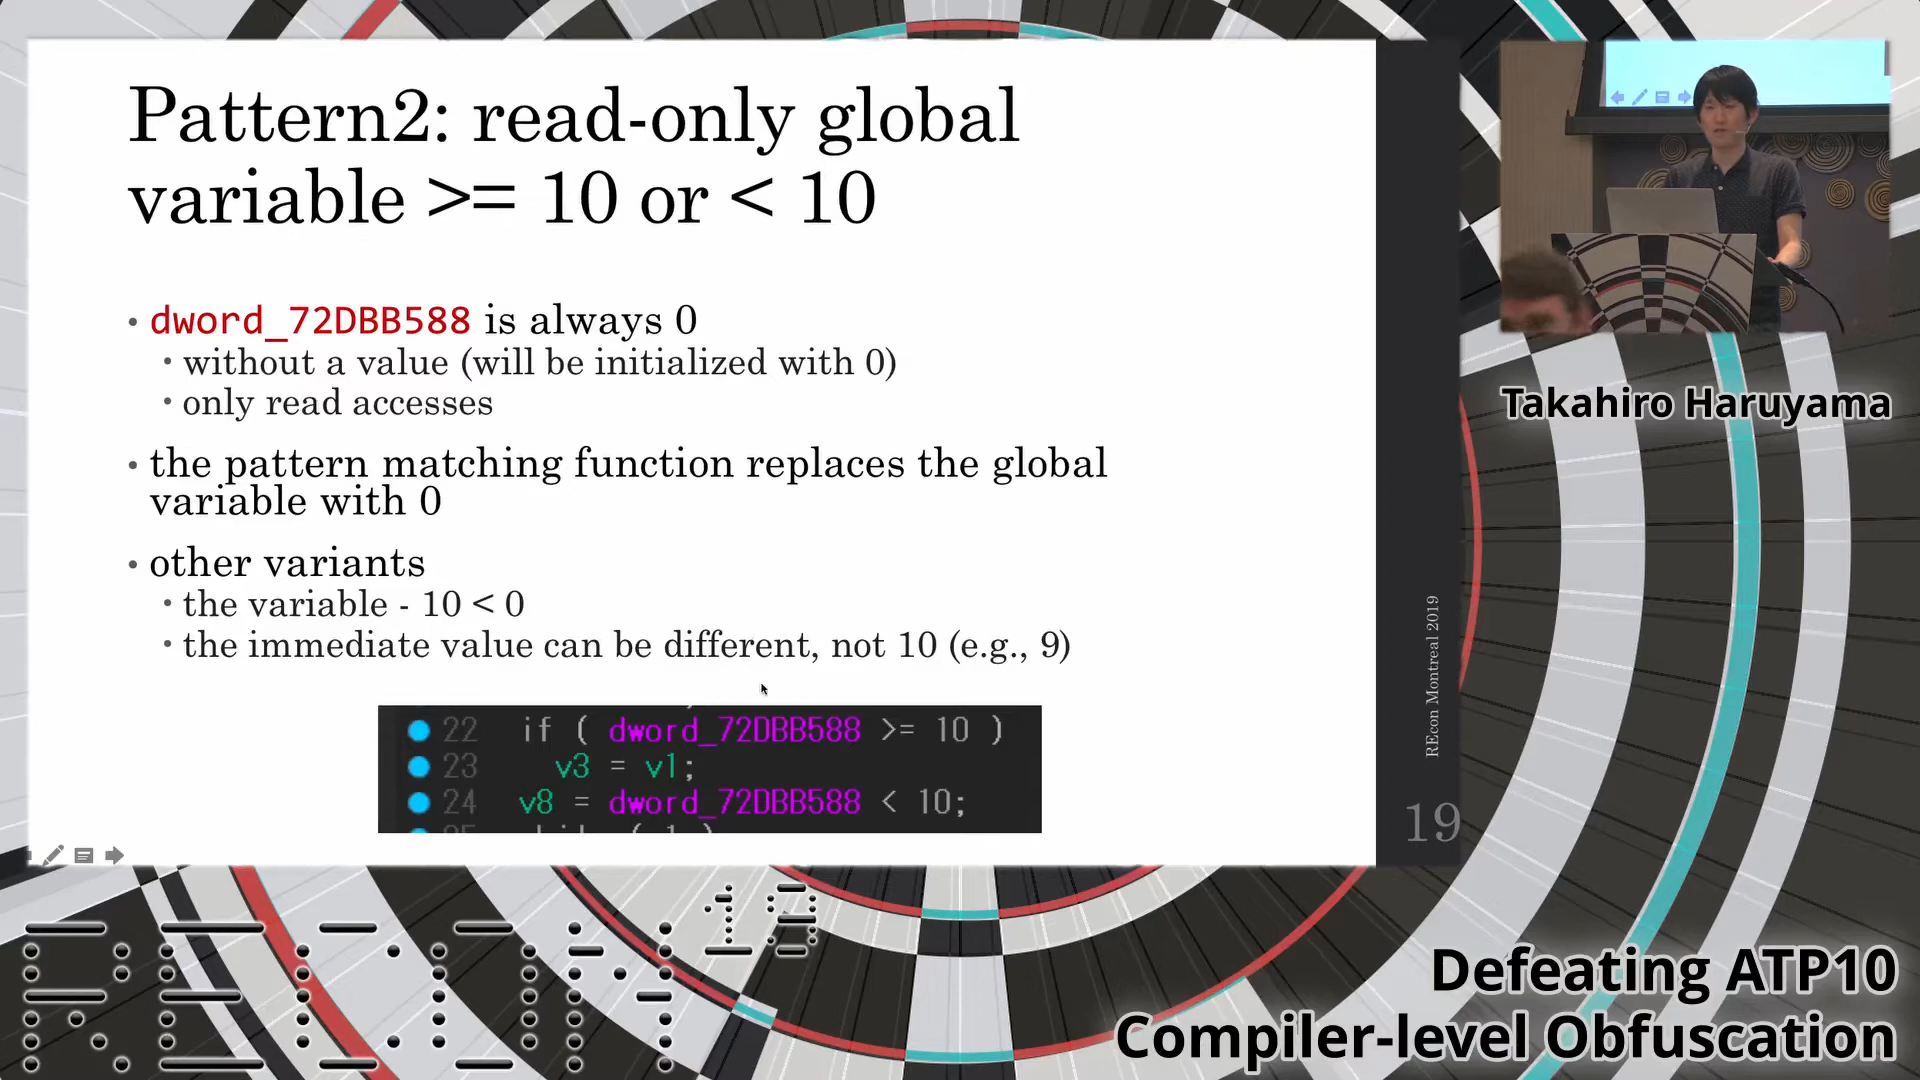 Pattern2: read-only global
variable >= 10 or < 10
• dword_72DBB588 is always 0
• without a value (will be initialized with 0)
• only read accesses
• the pattern matching function replaces the global
variable with 0
• other variants
• the variable - 10 < 0
• the immediate value can be different, not 10 (e.g., 9)
22 if ( dword_72DBB588 >= 10 )
23 v3 = v1;
24 v8 = dword_72DBB588 < 10;
REcon Montreal 2019
19
Takahiro Haruyama
RECON 19
Defeating ATP10
Compiler-level Obfuscation